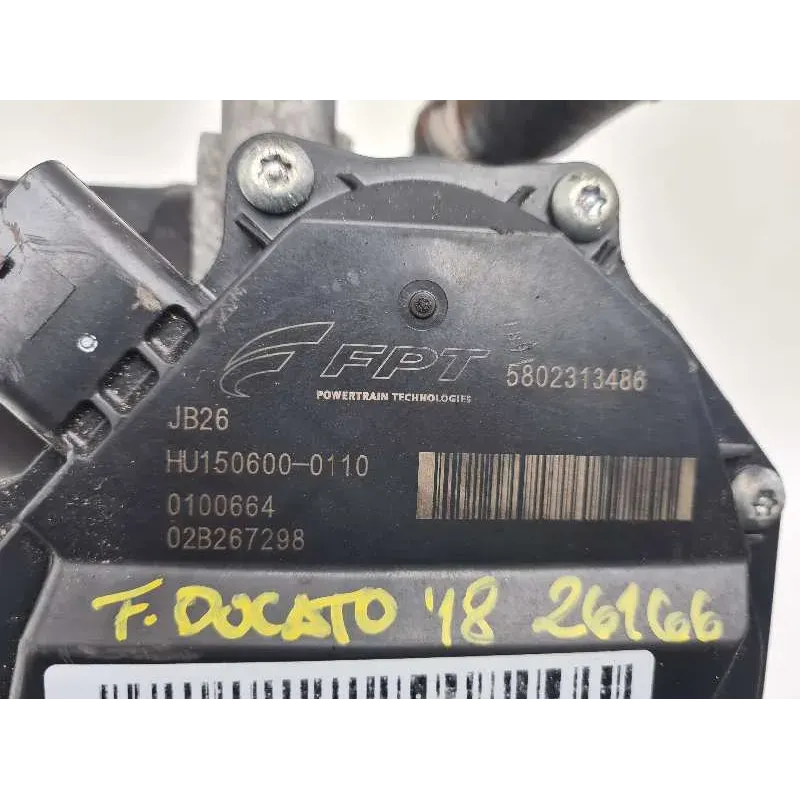 FPT 5802313486
POWERTRAIN TECHNOLOGIES
JB26
HU150600-0110
0100664
02B267298
F. DUCATO '18 26166